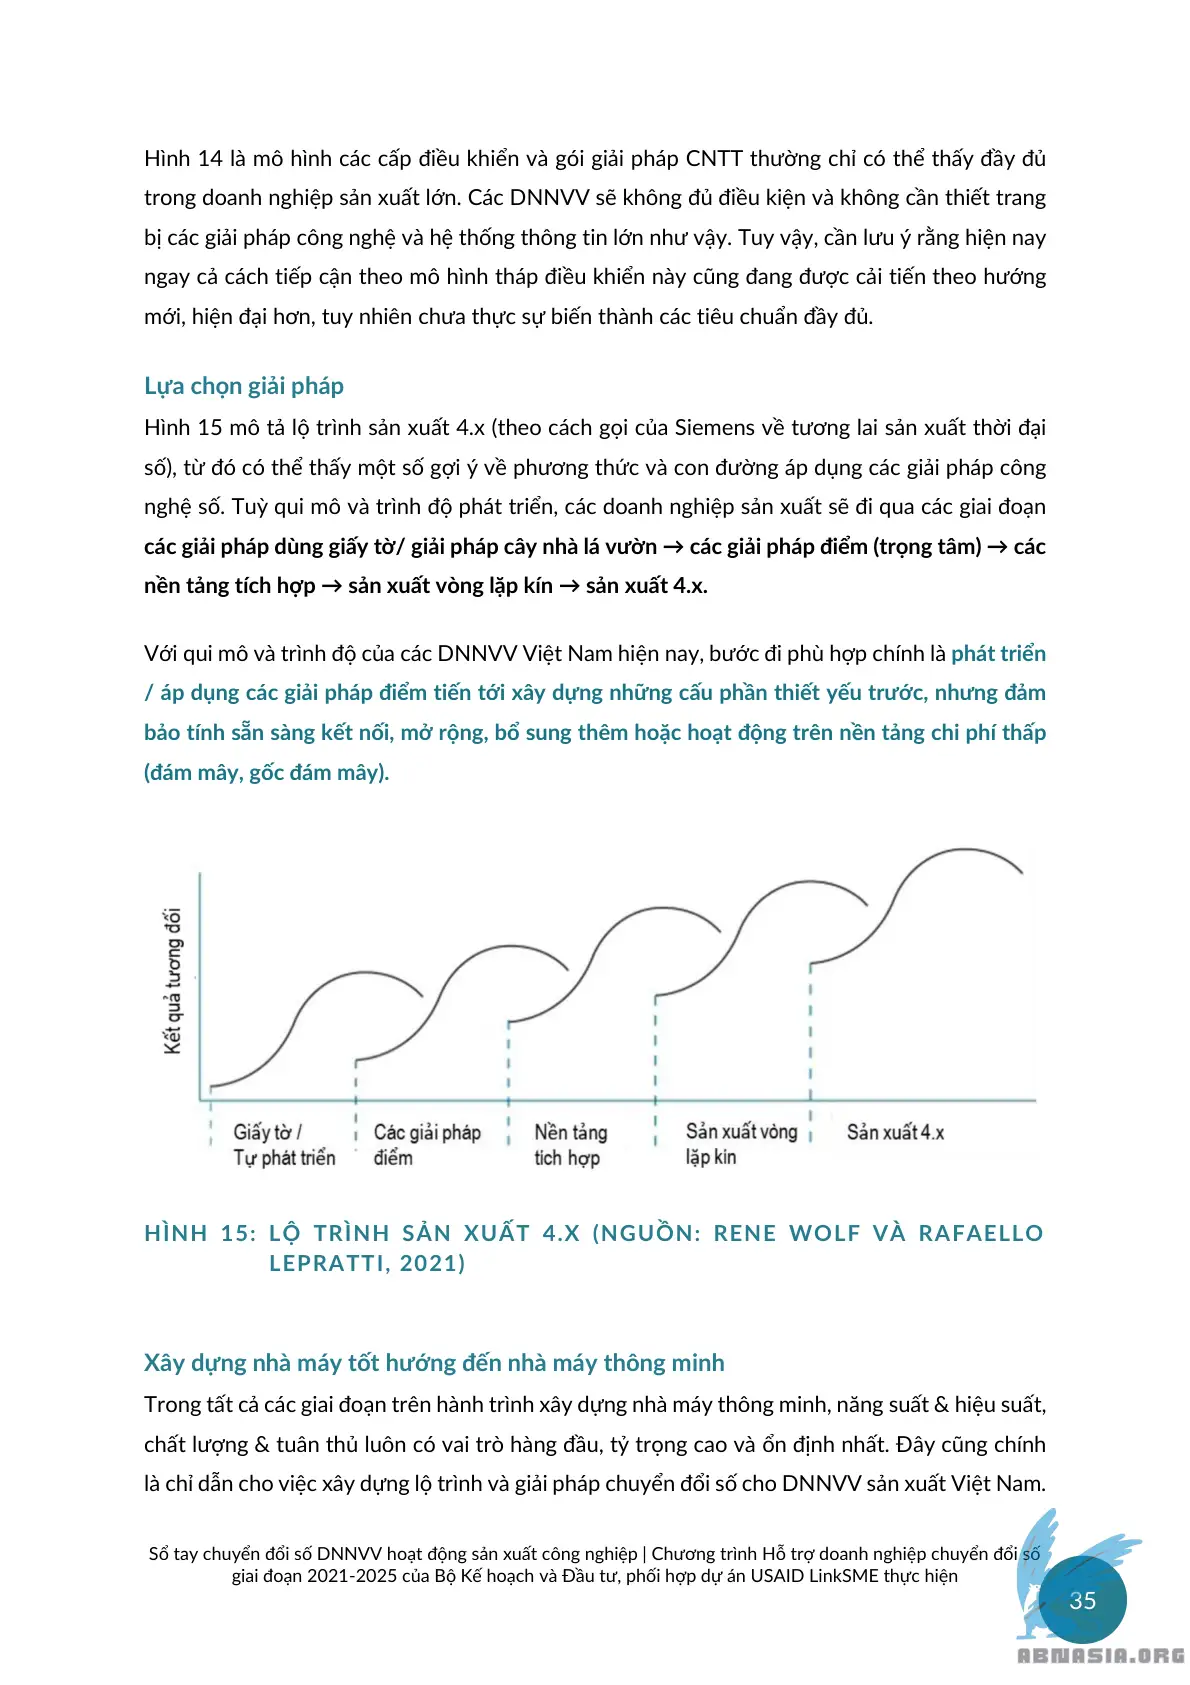 Hình 14 là mô hình các cấp điều khiển và gói giải pháp CNTT thường chỉ có thể thấy đầy đủ
trong doanh nghiệp sản xuất lớn. Các DNNVV sẽ không đủ điều kiện và không cần thiết trang
bị các giải pháp công nghệ và hệ thống thông tin lớn như vậy. Tuy vậy, cần lưu ý rằng hiện nay
ngay cả cách tiếp cận theo mô hình tháp điều khiển này cũng đang được cải tiến theo hướng
mới, hiện đại hơn, tuy nhiên chưa thực sự biến thành các tiêu chuẩn đầy đủ.
Lựa chọn giải pháp
Hình 15 mô tả lộ trình sản xuất 4.x (theo cách gọi của Siemens về tương lai sản xuất thời đại
số), từ đó có thể thấy một số gợi ý về phương thức và con đường áp dụng các giải pháp công
nghệ số. Tuỳ qui mô và trình độ phát triển, các doanh nghiệp sản xuất sẽ đi qua các giai đoạn
các giải pháp dùng giấy tờ/ giải pháp cây nhà lá vườn → các giải pháp điểm (trọng tâm) → các
nền tảng tích hợp → sản xuất vòng lặp kín → sản xuất 4.x.
Với qui mô và trình độ của các DNNVV Việt Nam hiện nay, bước đi phù hợp chính là phát triển
/ áp dụng các giải pháp điểm tiến tới xây dựng những cấu phần thiết yếu trước, nhưng đảm
bảo tính sẵn sàng kết nối, mở rộng, bổ sung thêm hoặc hoạt động trên nền tảng chi phí thấp
(đám mây, gốc đám mây).
Kết quả tương đối
Giấy tờ /
Tự phát triển
Các giải pháp
điểm
Nền tảng
tích hợp
Sản xuất vòng
lặp kin
Sản xuất 4.x
HÌNH 15: LỘ TRÌNH SẢN XUẤT 4.X (NGUỒN: RENE WOLF VÀ RAFAELLO
LEPRATTI, 2021)
Xây dựng nhà máy tốt hướng đến nhà máy thông minh
Trong tất cả các giai đoạn trên hành trình xây dựng nhà máy thông minh, năng suất & hiệu suất,
chất lượng & tuân thủ luôn có vai trò hàng đầu, tỷ trọng cao và ổn định nhất. Đây cũng chính
là chỉ dẫn cho việc xây dựng lộ trình và giải pháp chuyển đổi số cho DNNVV sản xuất Việt Nam.
Sổ tay chuyển đổi số DNNVV hoạt động sản xuất công nghiệp | Chương trình Hỗ trợ doanh nghiệp chuyển đổi số
giai đoạn 2021-2025 của Bộ Kế hoạch và Đầu tư, phối hợp dự án USAID LinkSME thực hiện
35
ABNASIA.ORG